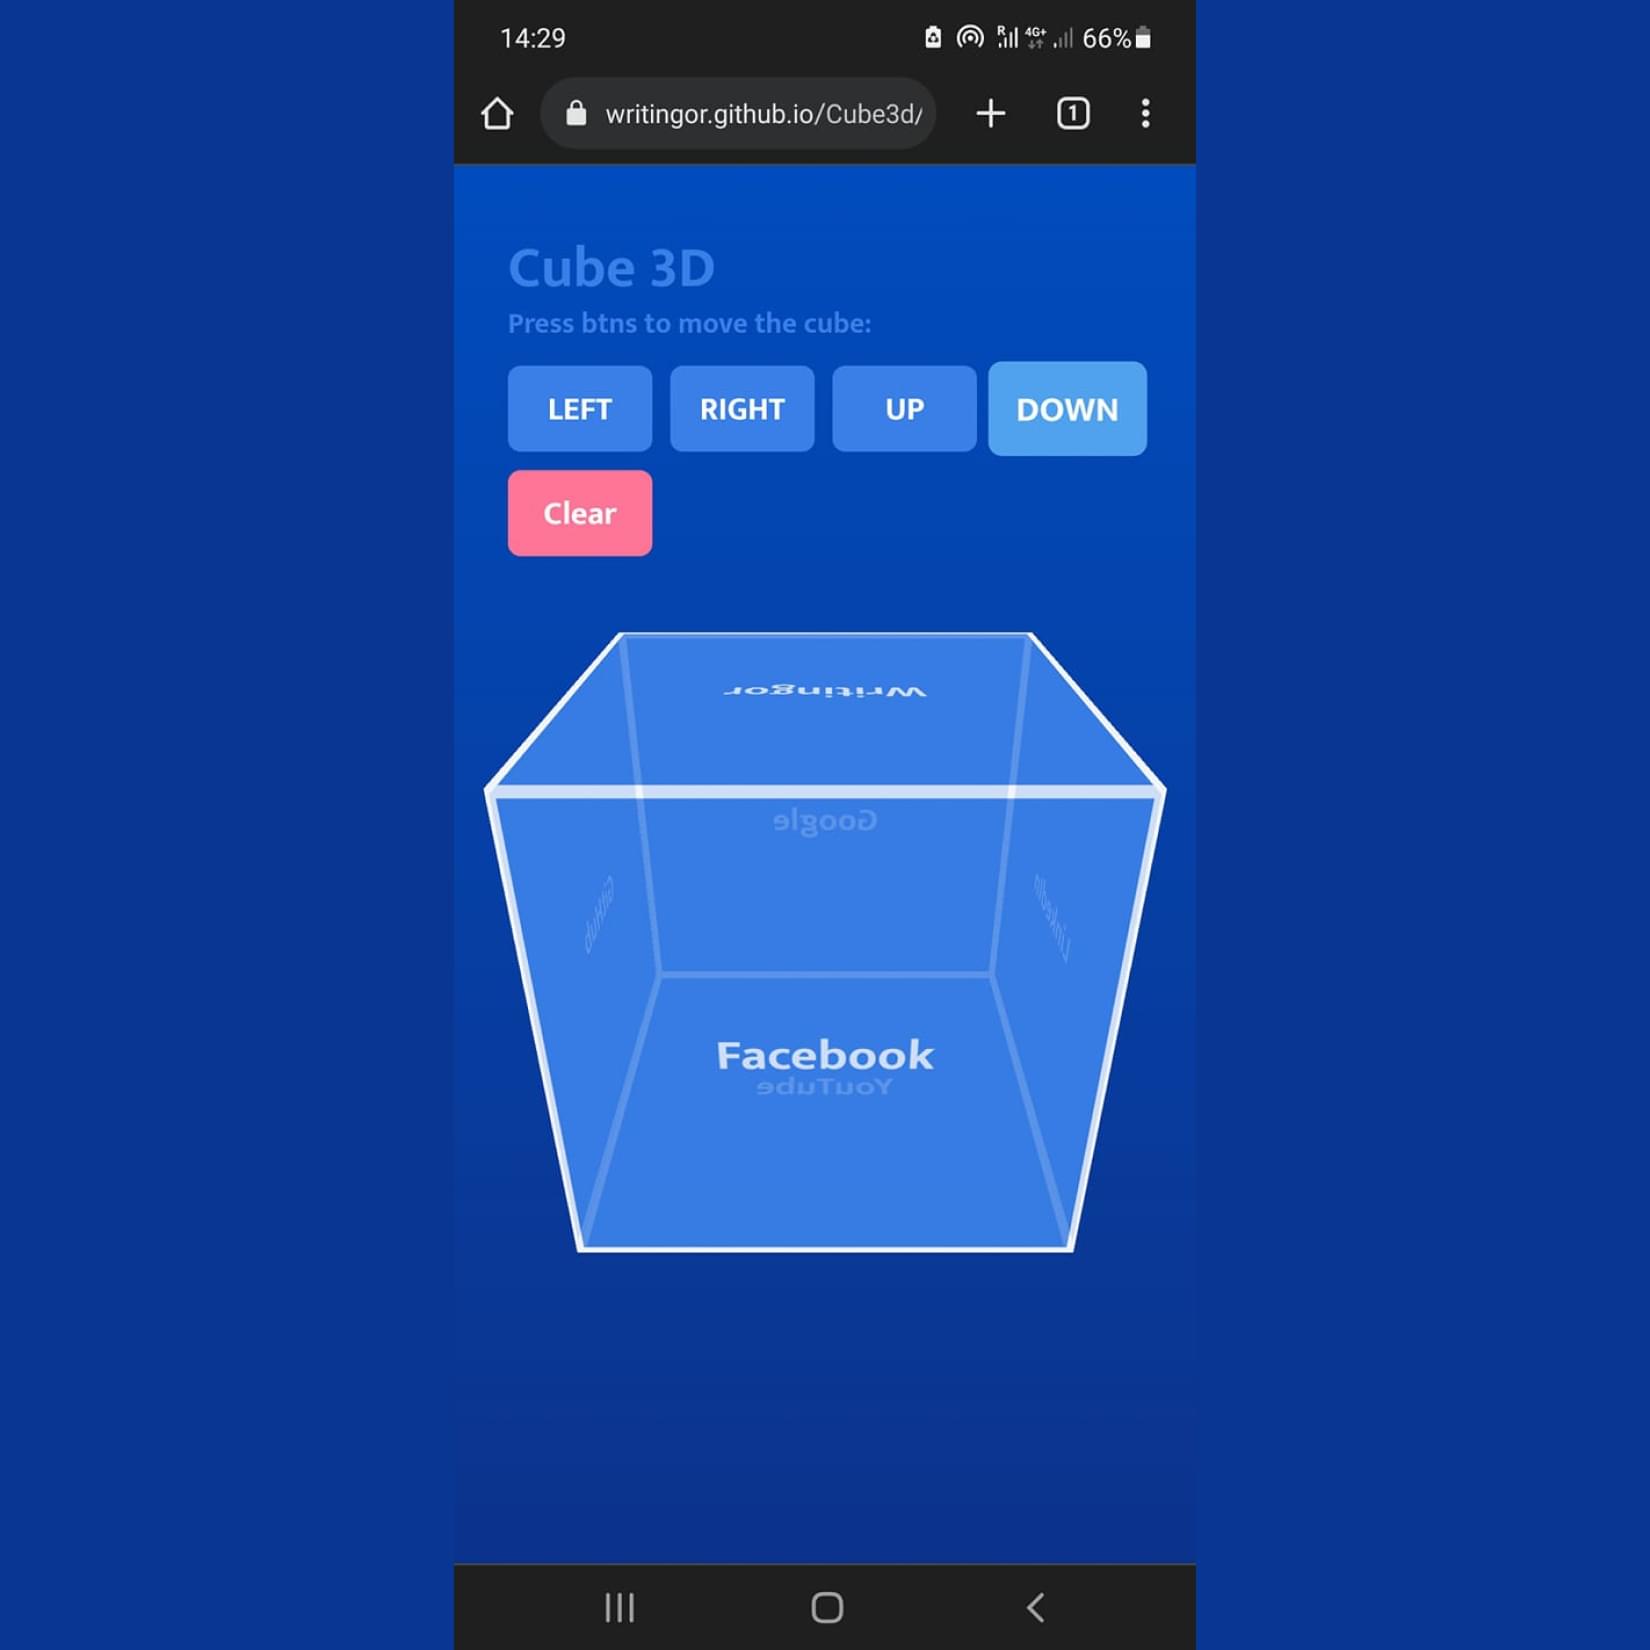 14:29 R 4G+ 66%
writingor.github.io/Cube3d/ 1
Cube 3D
Press btns to move the cube:
LEFT RIGHT UP DOWN
Clear
Writingor
Google
GitHub LinkedIn
Facebook
YouTube